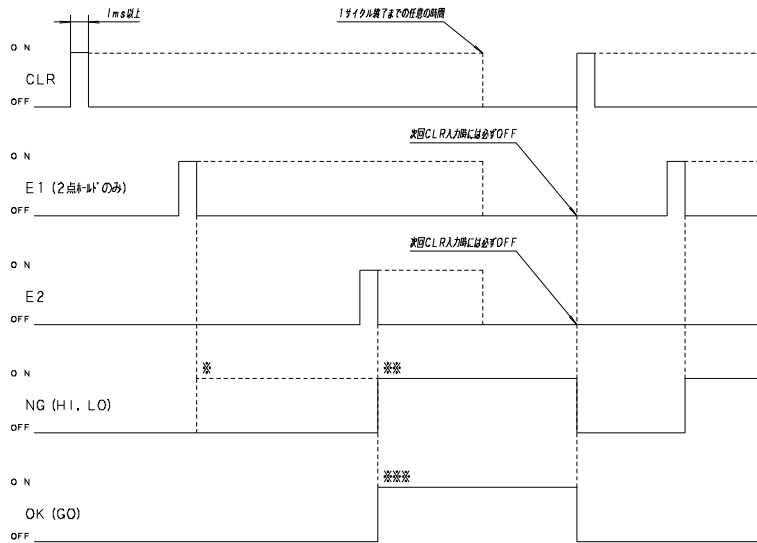 1ms以上
1サイクル終了までの任意の時間
ON
CLR
OFF
次回CLR入力時には必ずOFF
ON
E1(2点ホールドのみ)
OFF
次回CLR入力時には必ずOFF
ON
E2
OFF
※
※※
ON
NG(HI,LO)
OFF
※※※
ON
OK(GO)
OFF